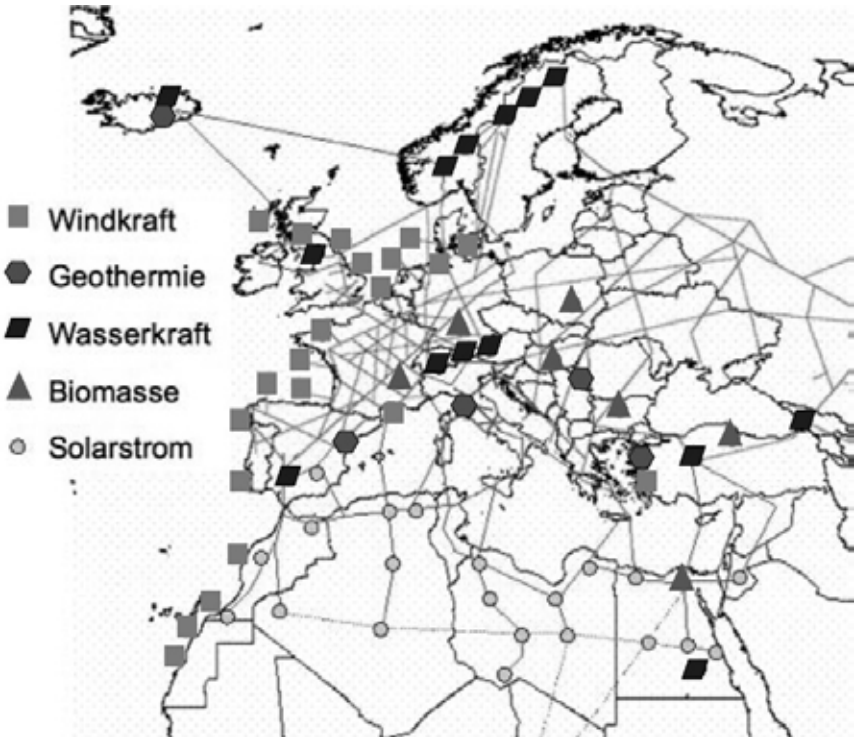 Windkraft
Geothermie
Wasserkraft
Biomasse
Solarstrom